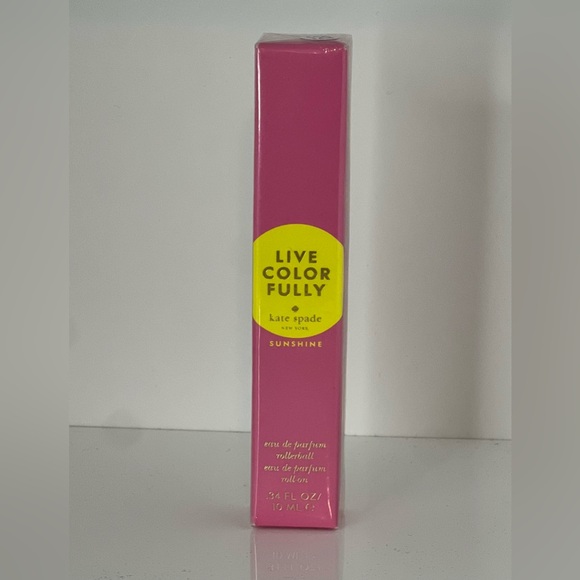 LIVE
COLOR
FULLY
kate spade
NEW YORK
SUNSHINE
eau de parfum
rollerball
eau de parfum
roll-on
.34 FL OZ/
10 ML ℮